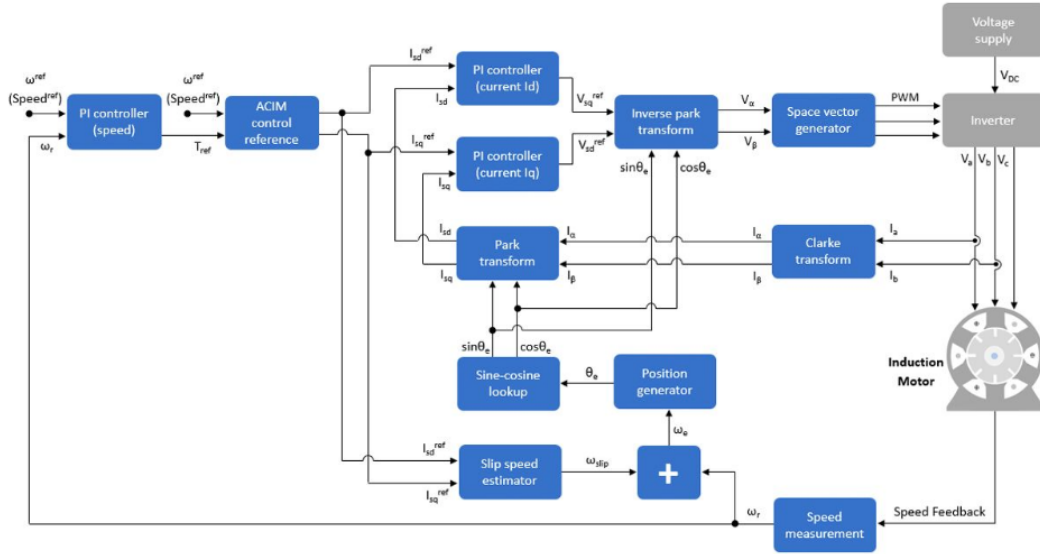 Voltage
supply
V_DC
I_sd^ref
ω^ref
(Speed^ref)
ω^ref
(Speed^ref)
I_sd
PI controller
(current Id)
V_sq^ref
PI controller
(speed)
ACIM
control
reference
Inverse park
transform
V_α
V_β
Space vector
generator
PWM
Inverter
ω_r
T_ref
I_sq^ref
I_sq
PI controller
(current Iq)
V_sd^ref
sinθ_e
cosθ_e
V_a
V_b
V_c
I_sd
I_sq
Park
transform
I_α
I_β
I_α
I_β
Clarke
transform
I_a
I_b
sinθ_e
cosθ_e
Sine-cosine
lookup
θ_e
Position
generator
Induction
Motor
ω_e
I_sd^ref
I_sq^ref
Slip speed
estimator
ω_slip
+
ω_r
Speed
measurement
Speed Feedback